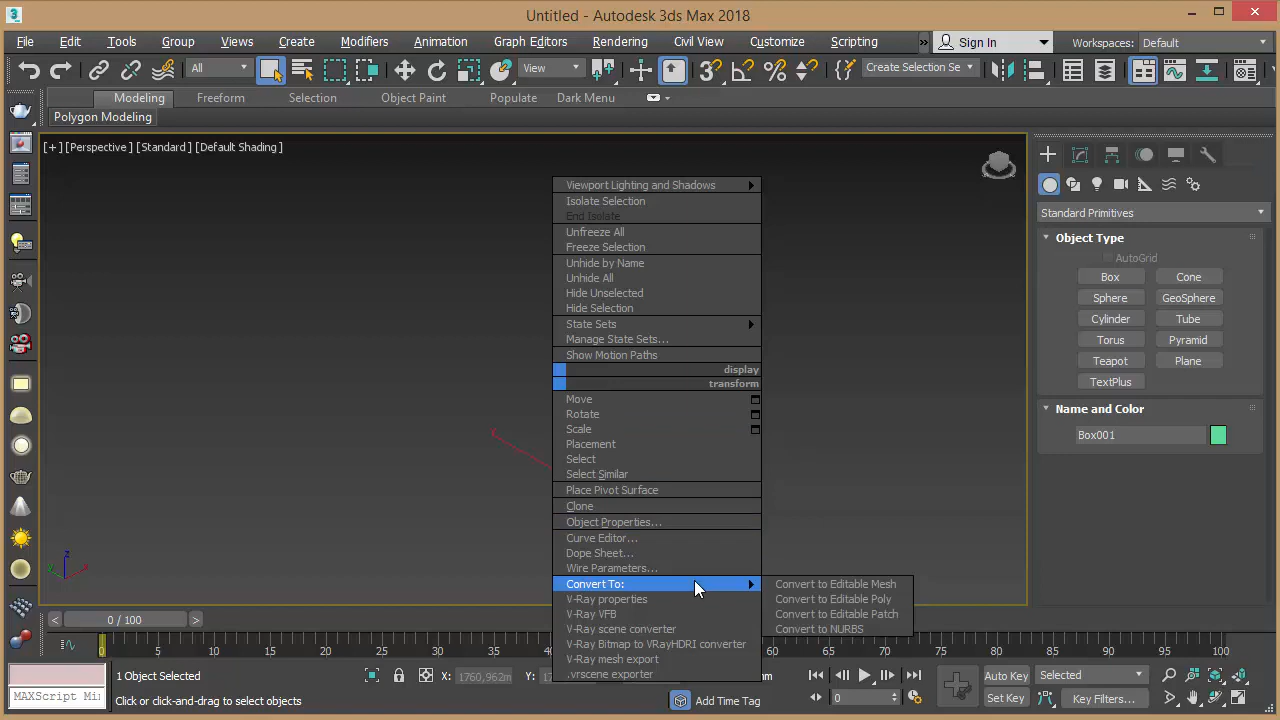 Untitled - Autodesk 3ds Max 2018
File Edit Tools Group Views Create Modifiers Animation Graph Editors Rendering Civil View Customize Scripting » Sign In Workspaces: Default
All View Create Selection Se
Modeling Freeform Selection Object Paint Populate Dark Menu
Polygon Modeling
[+] [Perspective ] [Standard ] [Default Shading ]
Viewport Lighting and Shadows
Isolate Selection
End Isolate
Unfreeze All
Freeze Selection
Unhide by Name
Unhide All
Hide Unselected
Hide Selection
State Sets
Manage State Sets...
Show Motion Paths
display
transform
Move
Rotate
Scale
Placement
Select
Select Similar
Place Pivot Surface
Clone
Object Properties...
Curve Editor...
Dope Sheet...
Wire Parameters...
Convert To:
V-Ray properties
V-Ray VFB
V-Ray scene converter
V-Ray Bitmap to VRayHDRI converter
V-Ray mesh export
.vrscene exporter
Convert to Editable Mesh
Convert to Editable Poly
Convert to Editable Patch
Convert to NURBS
Standard Primitives
Object Type
AutoGrid
Box Cone
Sphere GeoSphere
Cylinder Tube
Torus Pyramid
Teapot Plane
TextPlus
Name and Color
Box001
z
y
x
< 0 / 100 >
0 5 10 15 20 25 30 35 80 85 90 95 100
1 Object Selected X: 1760,962m Y: Auto Key Selected
MAXScript Mi Click or click-and-drag to select objects Add Time Tag 0 Set Key Key Filters...